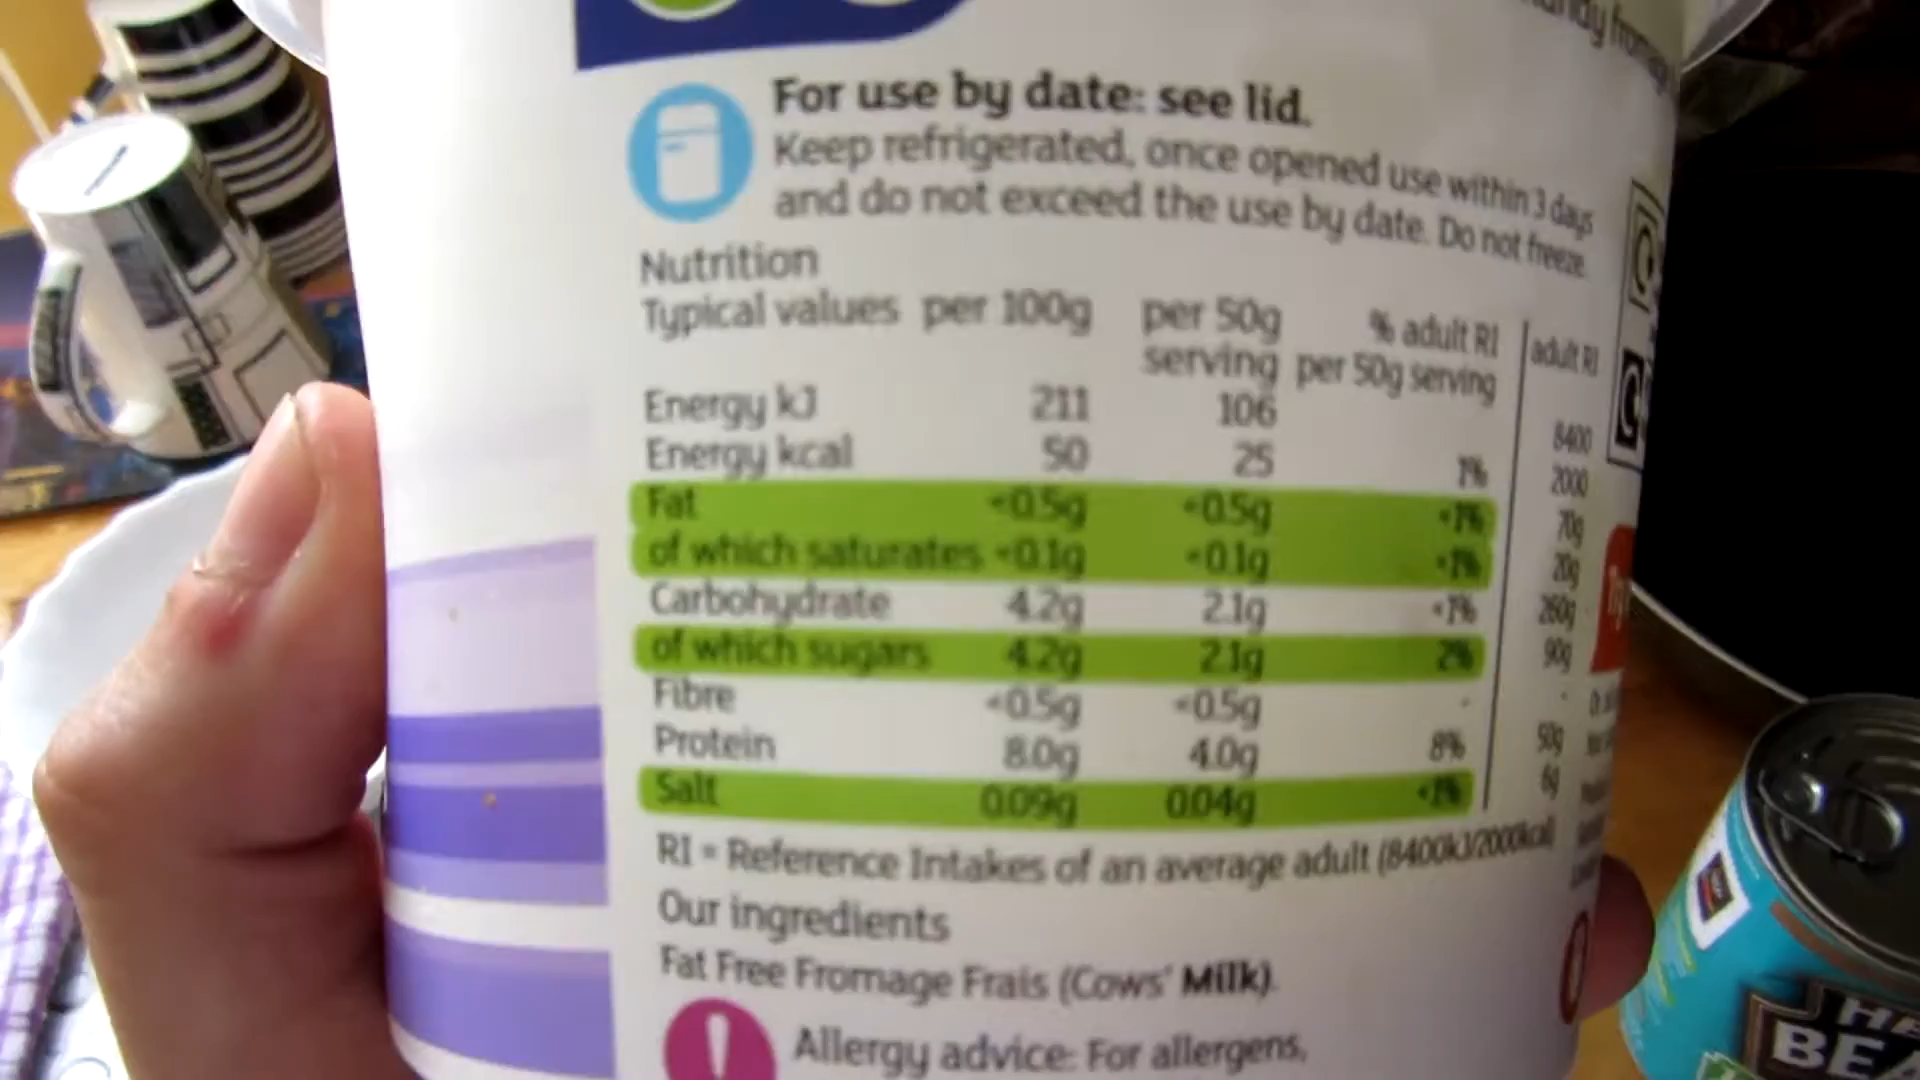 For use by date: see lid.
Keep refrigerated, once opened use within 3 days
and do not exceed the use by date. Do not freeze.
Nutrition
Typical values per 100g per 50g serving % adult RI per 50g serving adult RI
Energy kJ 211 106 8400
Energy kcal 50 25 1% 2000
Fat <0.5g <0.5g <1% 70g
of which saturates <0.1g <0.1g <1% 20g
Carbohydrate 4.2g 2.1g <1% 260g
of which sugars 4.2g 2.1g 2% 90g
Fibre <0.5g <0.5g - -
Protein 8.0g 4.0g 8% 50g
Salt 0.09g 0.04g <1% 6g
RI = Reference Intakes of an average adult (8400kJ/2000kcal)
Our ingredients
Fat Free Fromage Frais (Cows' Milk).
Allergy advice: For allergens,